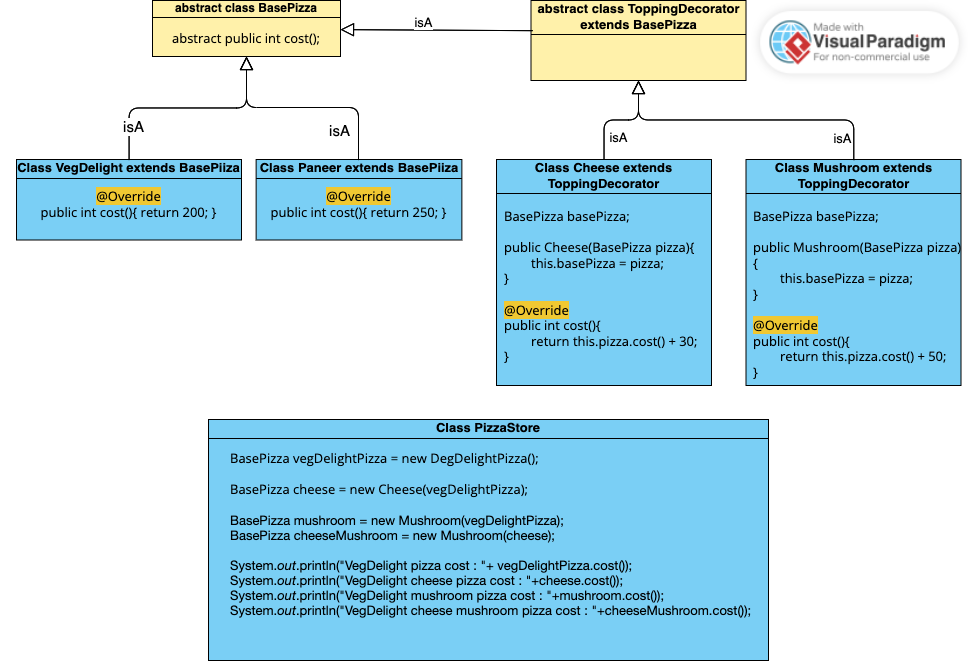 abstract class BasePizza
abstract public int cost();
isA
abstract class ToppingDecorator
extends BasePizza
Made with
VisualParadigm
For non-commercial use
isA
isA
isA
isA
Class VegDelight extends BasePiiza
@Override
public int cost(){ return 200; }
Class Paneer extends BasePiiza
@Override
public int cost(){ return 250; }
Class Cheese extends
ToppingDecorator
BasePizza basePizza;
public Cheese(BasePizza pizza){
this.basePizza = pizza;
}
@Override
public int cost(){
return this.pizza.cost() + 30;
}
Class Mushroom extends
ToppingDecorator
BasePizza basePizza;
public Mushroom(BasePizza pizza)
{
this.basePizza = pizza;
}
@Override
public int cost(){
return this.pizza.cost() + 50;
}
Class PizzaStore
BasePizza vegDelightPizza = new DegDelightPizza();
BasePizza cheese = new Cheese(vegDelightPizza);
BasePizza mushroom = new Mushroom(vegDelightPizza);
BasePizza cheeseMushroom = new Mushroom(cheese);
System.out.println("VegDelight pizza cost : "+ vegDelightPizza.cost());
System.out.println("VegDelight cheese pizza cost : "+cheese.cost());
System.out.println("VegDelight mushroom pizza cost : "+mushroom.cost());
System.out.println("VegDelight cheese mushroom pizza cost : "+cheeseMushroom.cost());